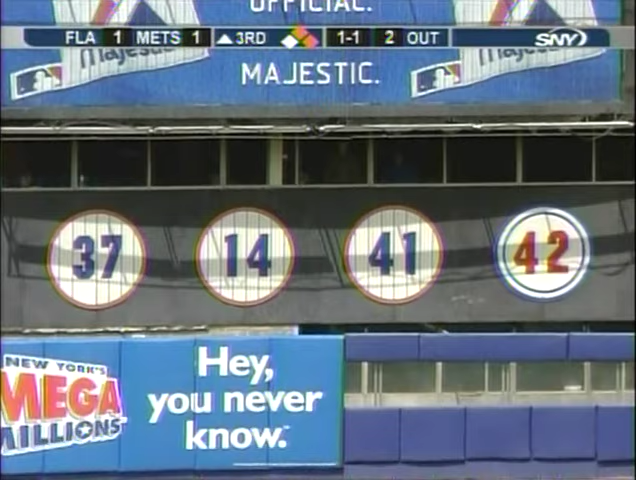 OFFICIAL.
FLA 1 METS 1 3RD 1-1 2 OUT SNY
Majestic
MAJESTIC.
37 14 41 42
NEW YORK'S
MEGA
MILLIONS
Hey,
you never
know.